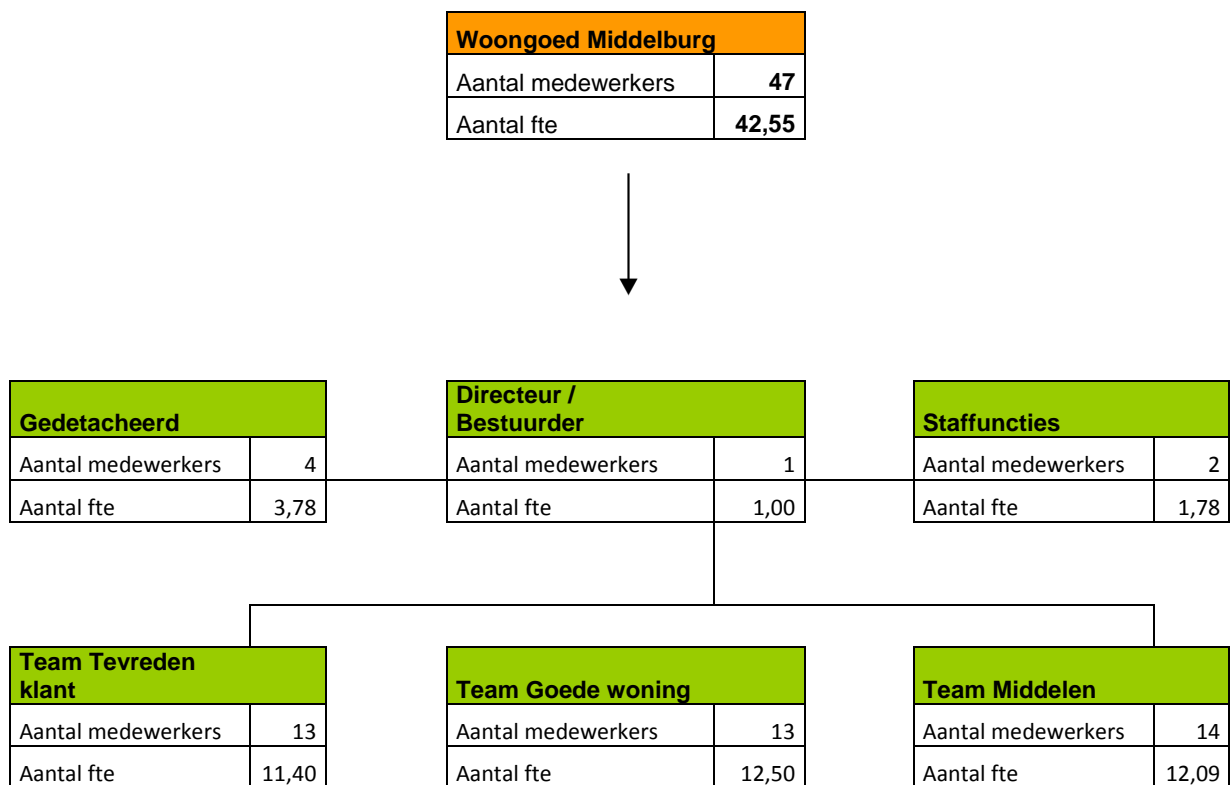 Woongoed Middelburg
Aantal medewerkers 47
Aantal fte 42,55
Gedetacheerd
Aantal medewerkers 4
Aantal fte 3,78
Directeur /
Bestuurder
Aantal medewerkers 1
Aantal fte 1,00
Staffuncties
Aantal medewerkers 2
Aantal fte 1,78
Team Tevreden
klant
Aantal medewerkers 13
Aantal fte 11,40
Team Goede woning
Aantal medewerkers 13
Aantal fte 12,50
Team Middelen
Aantal medewerkers 14
Aantal fte 12,09